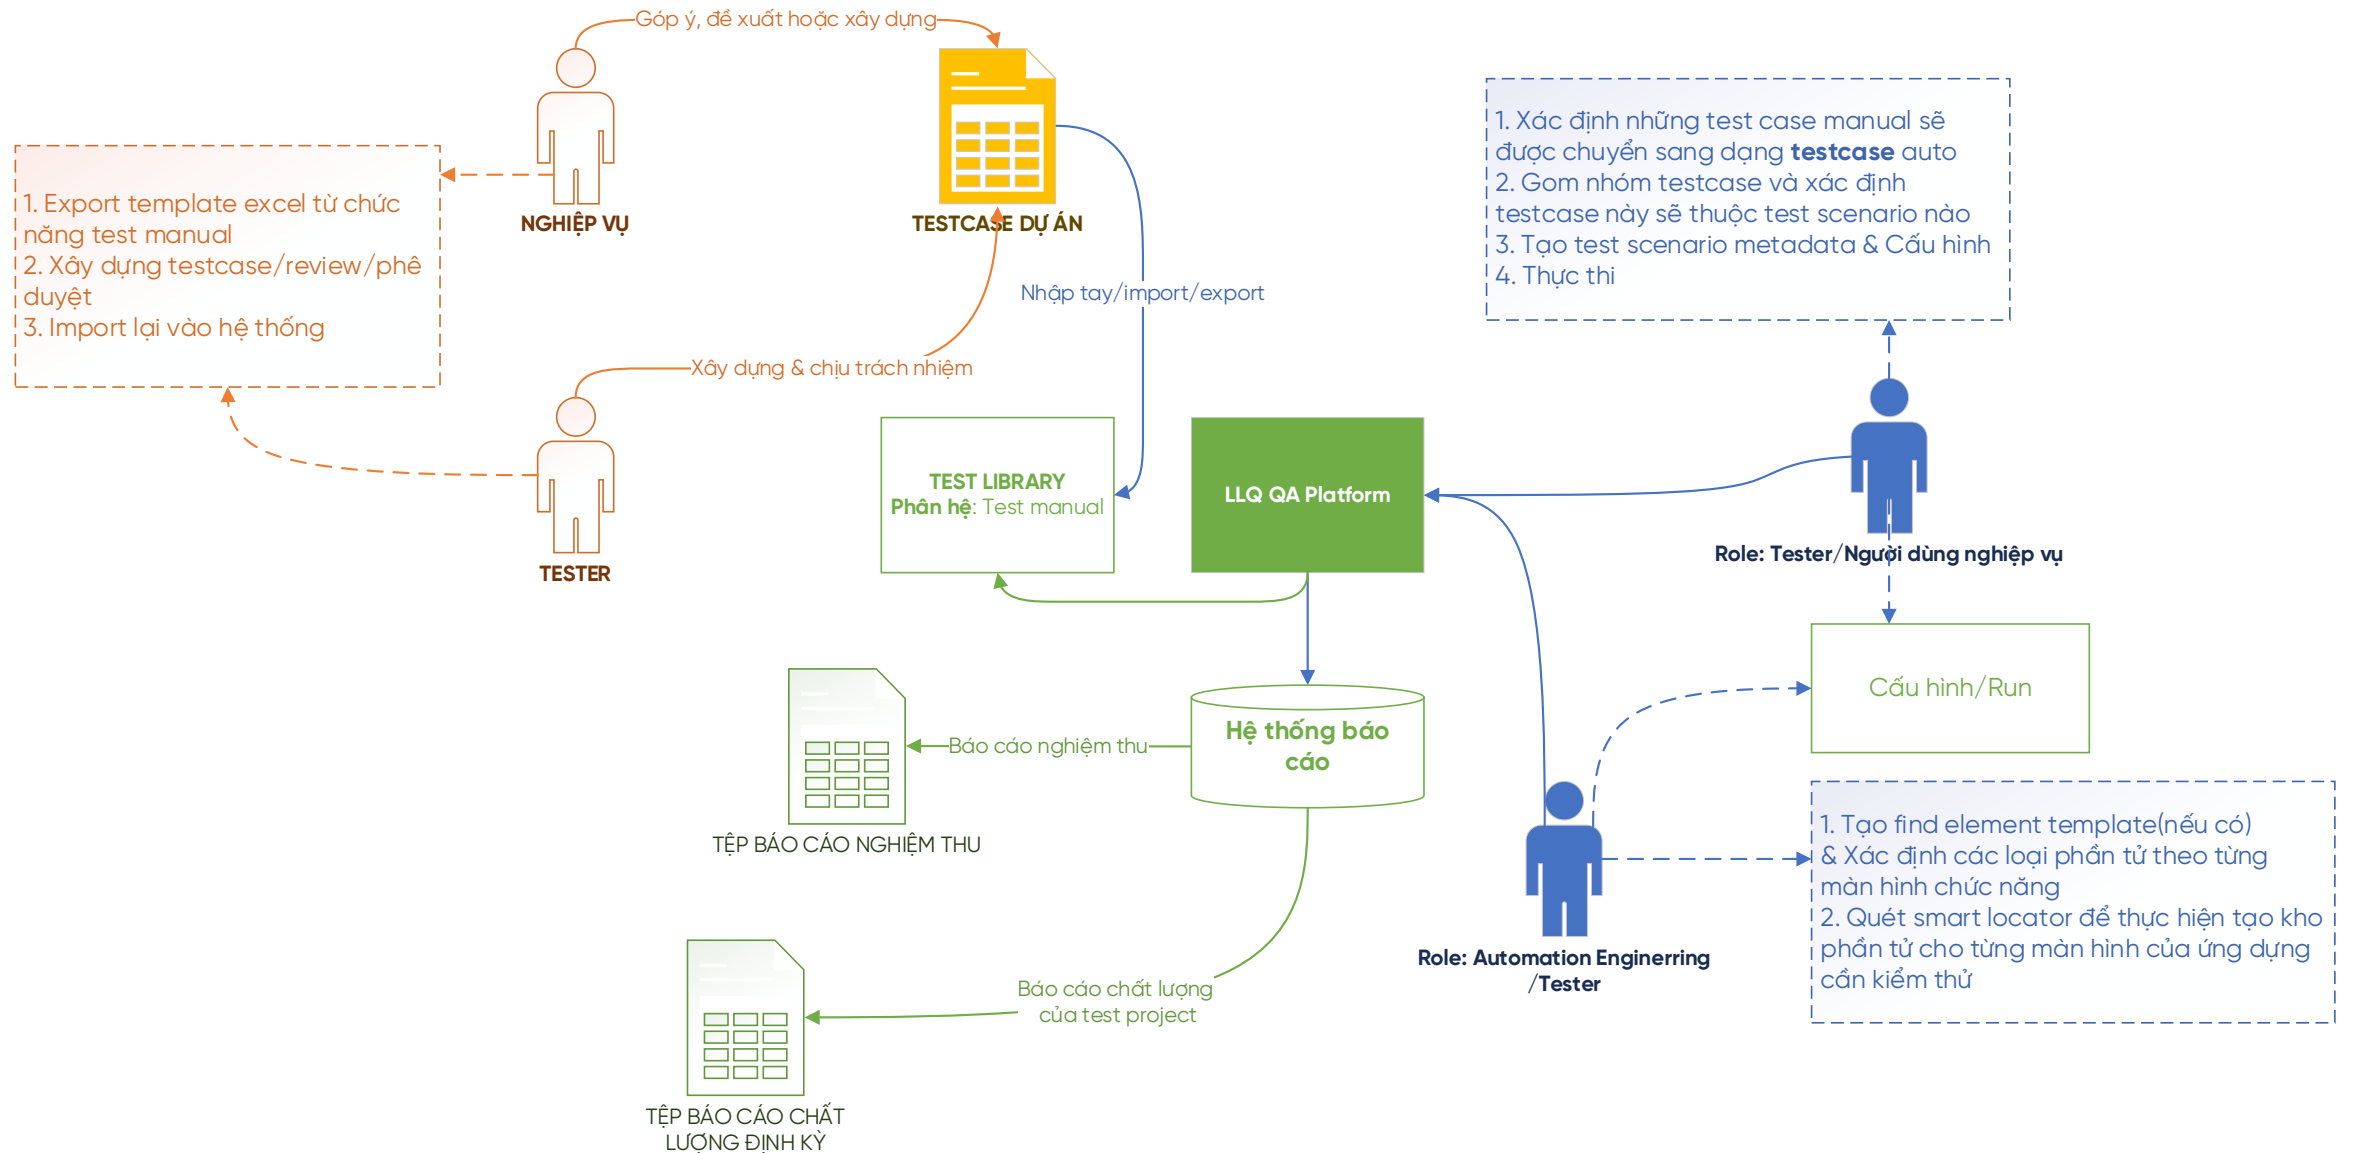 Góp ý, đề xuất hoặc xây dựng
NGHIỆP VỤ
TESTCASE DỰ ÁN
1. Export template excel từ chức
năng test manual
2. Xây dựng testcase/review/phê
duyệt
3. Import lại vào hệ thống
1. Xác định những test case manual sẽ
được chuyển sang dạng testcase auto
2. Gom nhóm testcase và xác định
testcase này sẽ thuộc test scenario nào
3. Tạo test scenario metadata & Cấu hình
4. Thực thi
Nhập tay/import/export
Xây dựng & chịu trách nhiệm
TESTER
TEST LIBRARY
Phân hệ: Test manual
LLQ QA Platform
Role: Tester/Người dùng nghiệp vụ
Cấu hình/Run
Hệ thống báo
cáo
Báo cáo nghiệm thu
TỆP BÁO CÁO NGHIỆM THU
1. Tạo find element template(nếu có)
& Xác định các loại phần tử theo từng
màn hình chức năng
2. Quét smart locator để thực hiện tạo kho
phần tử cho từng màn hình của ứng dụng
cần kiểm thử
Role: Automation Enginerring
/Tester
Báo cáo chất lượng
của test project
TỆP BÁO CÁO CHẤT
LƯỢNG ĐỊNH KỲ